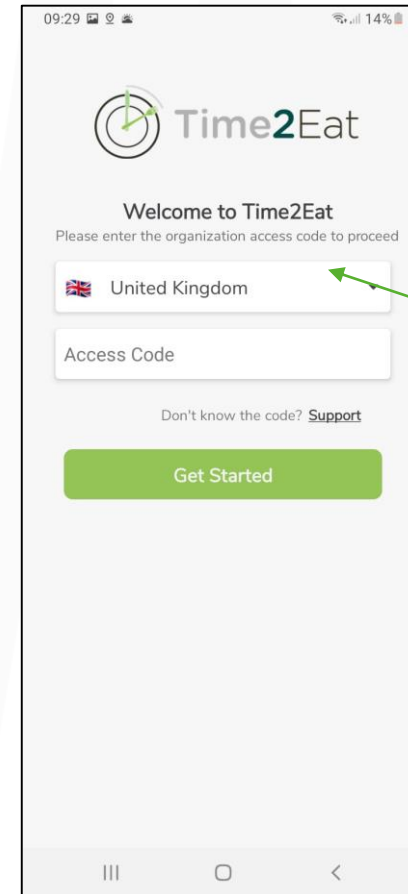 09:29 14%
Time2Eat
Welcome to Time2Eat
Please enter the organization access code to proceed
United Kingdom
Access Code
Don't know the code? Support
Get Started